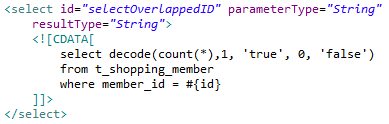 <select id="selectOverlappedID" parameterType="String"
resultType="String">
<![CDATA[
select decode(count(*),1, 'true', 0, 'false')
from t_shopping_member
where member_id = #{id}
]]>
</select>